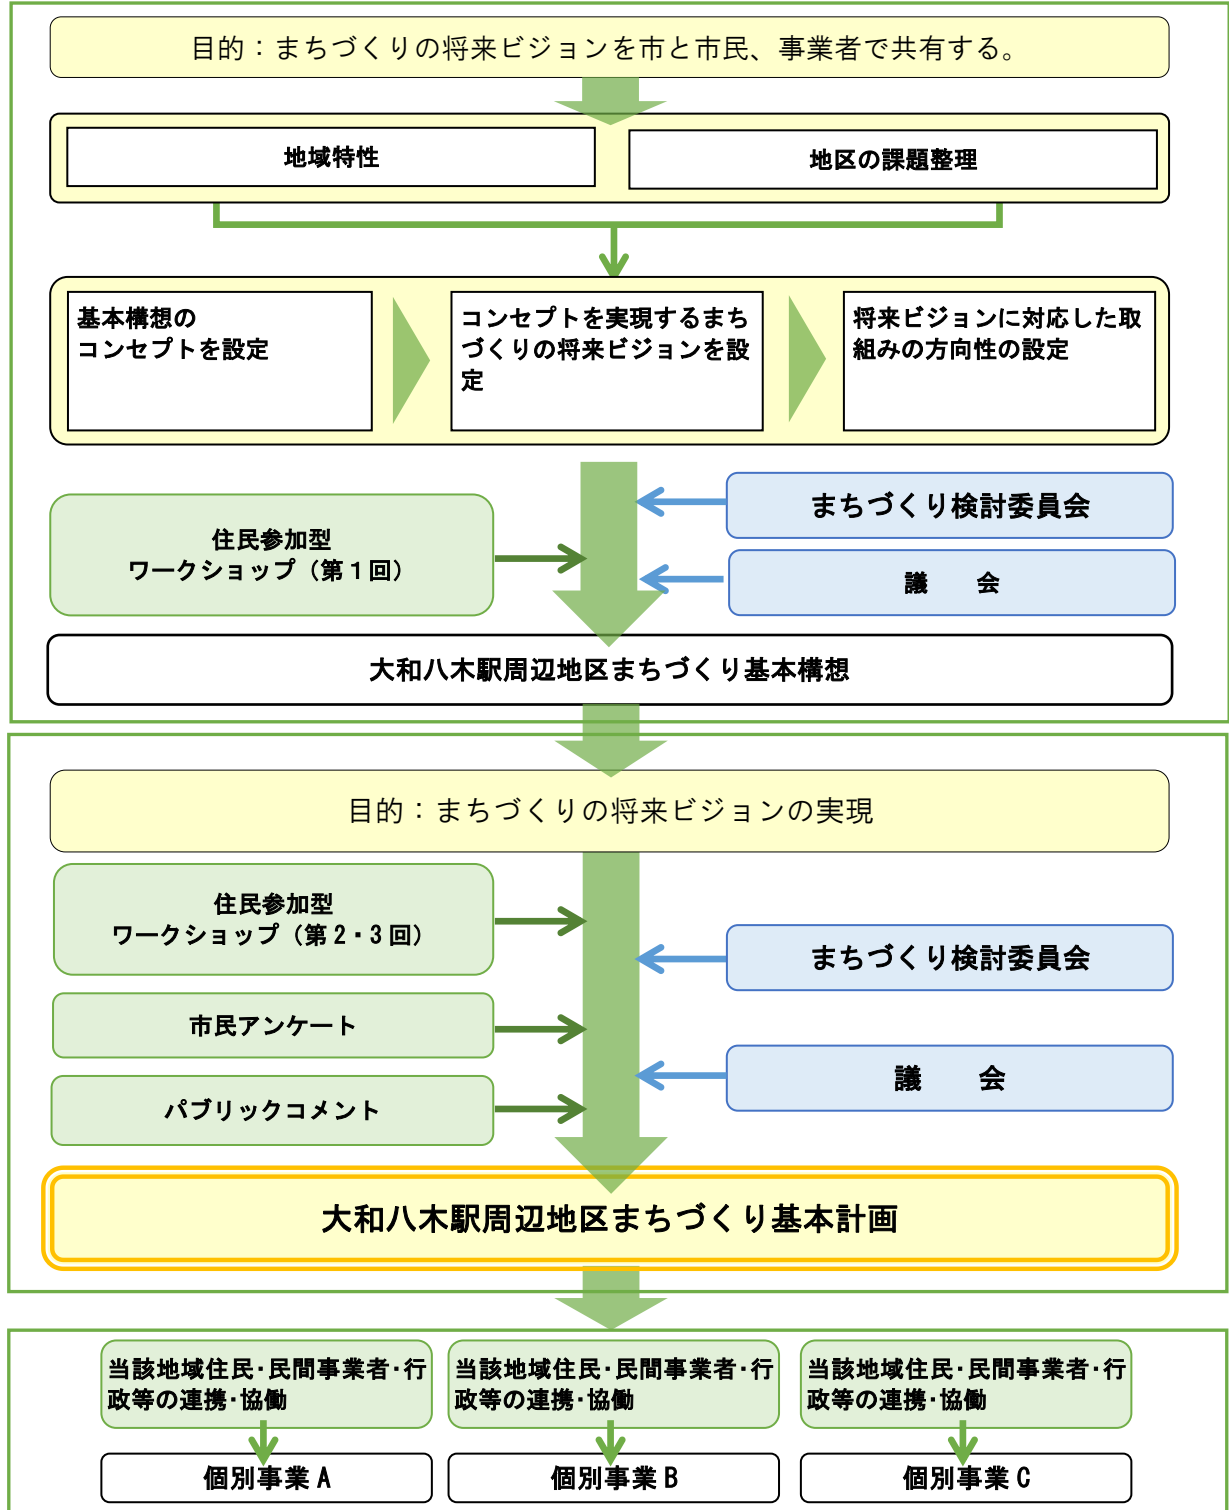 目的：まちづくりの将来ビジョンを市と市民、事業者で共有する。
地域特性
地区の課題整理
基本構想の
コンセプトを設定
コンセプトを実現するまち
づくりの将来ビジョンを設
定
将来ビジョンに対応した取
組みの方向性の設定
住民参加型
ワークショップ（第１回）
まちづくり検討委員会
議　　会
大和八木駅周辺地区まちづくり基本構想
目的：まちづくりの将来ビジョンの実現
住民参加型
ワークショップ（第２・３回）
まちづくり検討委員会
市民アンケート
議　　会
パブリックコメント
大和八木駅周辺地区まちづくり基本計画
当該地域住民・民間事業者・行
政等の連携・協働
当該地域住民・民間事業者・行
政等の連携・協働
当該地域住民・民間事業者・行
政等の連携・協働
個別事業Ａ
個別事業Ｂ
個別事業Ｃ